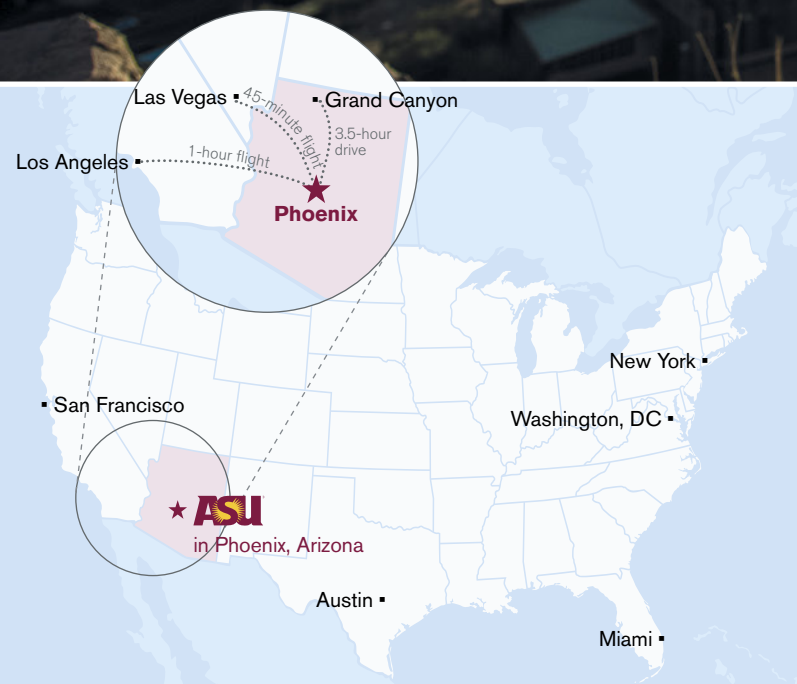 Las Vegas
45-minute flight
Grand Canyon
3.5-hour
drive
Los Angeles
1-hour flight
Phoenix
New York
San Francisco
Washington, DC
ASU
in Phoenix, Arizona
Austin
Miami